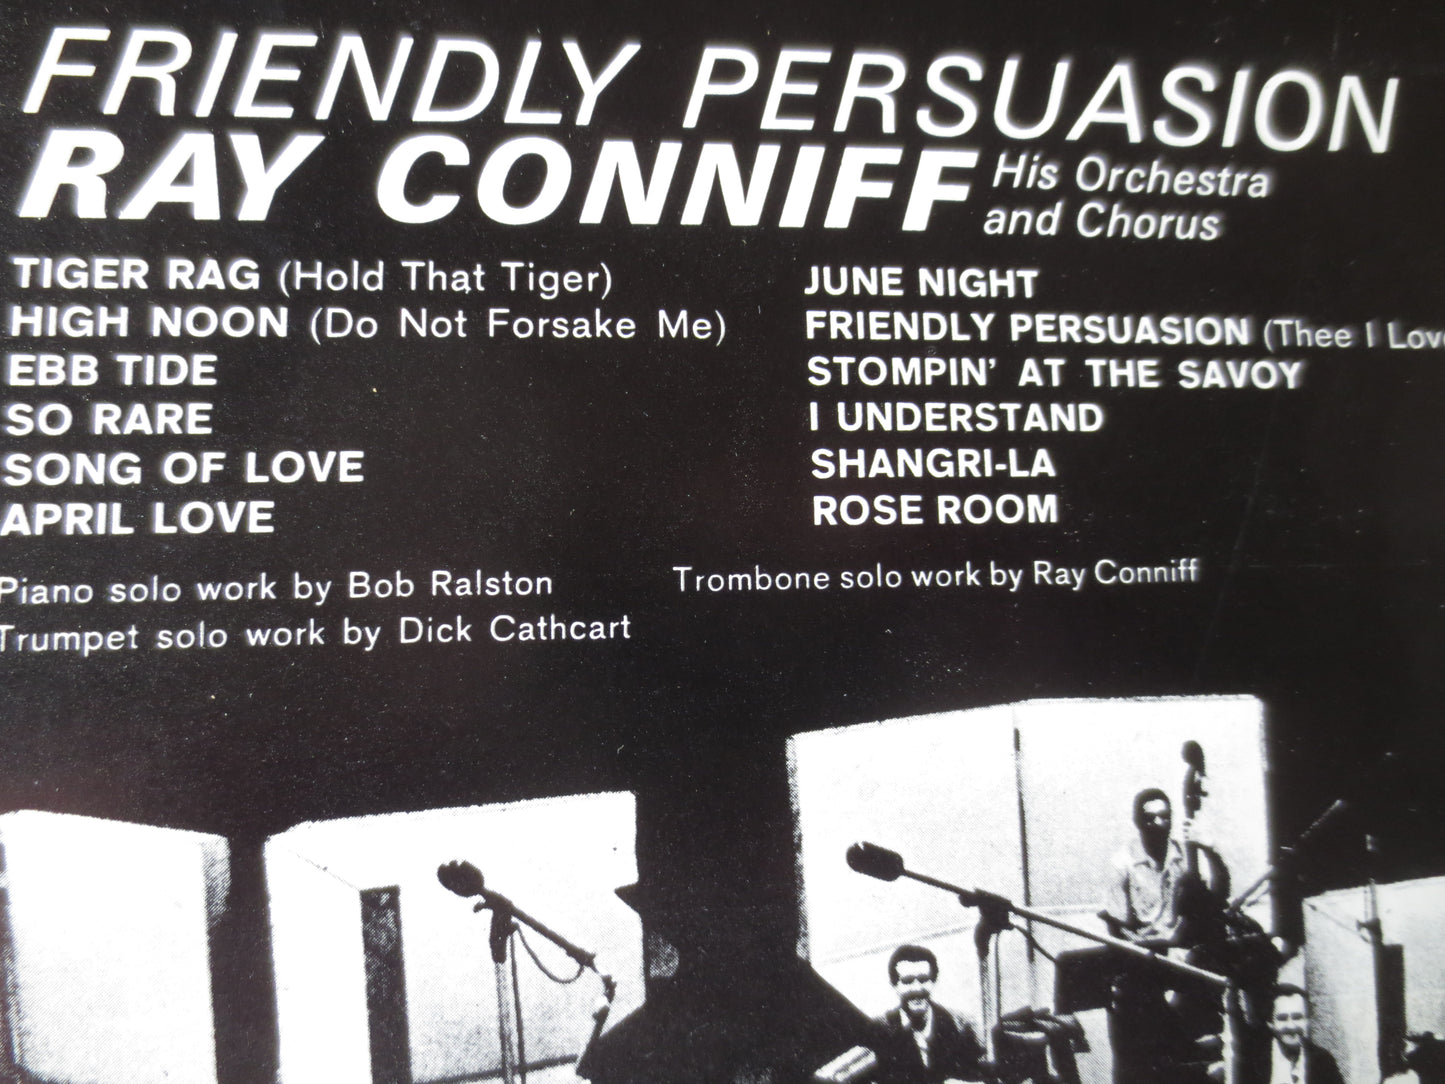 FRIENDLY PERSUASION
RAY CONNIFF His Orchestra
and Chorus
TIGER RAG (Hold That Tiger)
HIGH NOON (Do Not Forsake Me)
EBB TIDE
SO RARE
SONG OF LOVE
APRIL LOVE
JUNE NIGHT
FRIENDLY PERSUASION (Thee I Love
STOMPIN' AT THE SAVOY
I UNDERSTAND
SHANGRI-LA
ROSE ROOM
Piano solo work by Bob Ralston
Trumpet solo work by Dick Cathcart
Trombone solo work by Ray Conniff